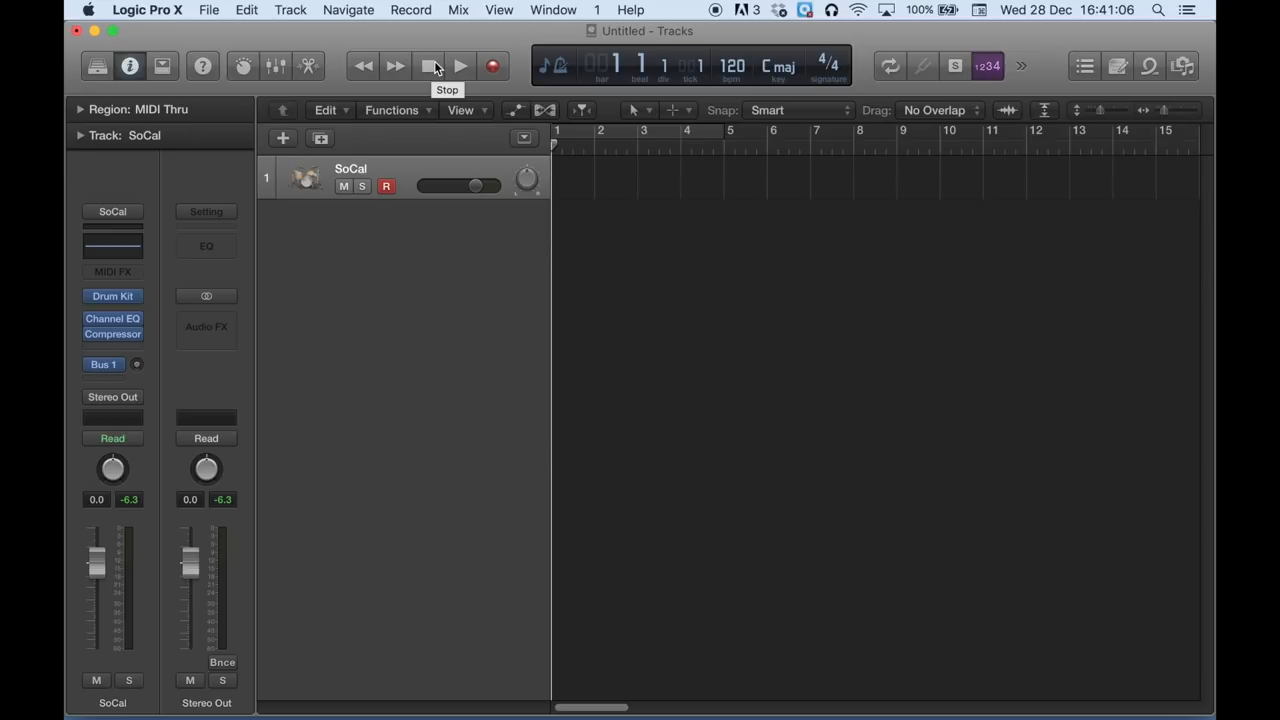 Logic Pro X File Edit Track Navigate Record Mix View Window 1 Help 3 100% Wed 28 Dec 16:41:06
Untitled - Tracks
001 1 1 001 120 C maj 4/4
bar beat div tick bpm key signature
1234
Stop
Region: MIDI Thru
Edit Functions View Snap: Smart Drag: No Overlap
Track: SoCal
1 2 3 4 5 6 7 8 9 10 11 12 13 14 15
1 SoCal
M S R
L R
SoCal Setting
EQ
MIDI FX
Drum Kit
Channel EQ
Compressor
Audio FX
Bus 1
Stereo Out
Read Read
0.0 -6.3 0.0 -6.3
Bnce
M S M S
SoCal Stereo Out